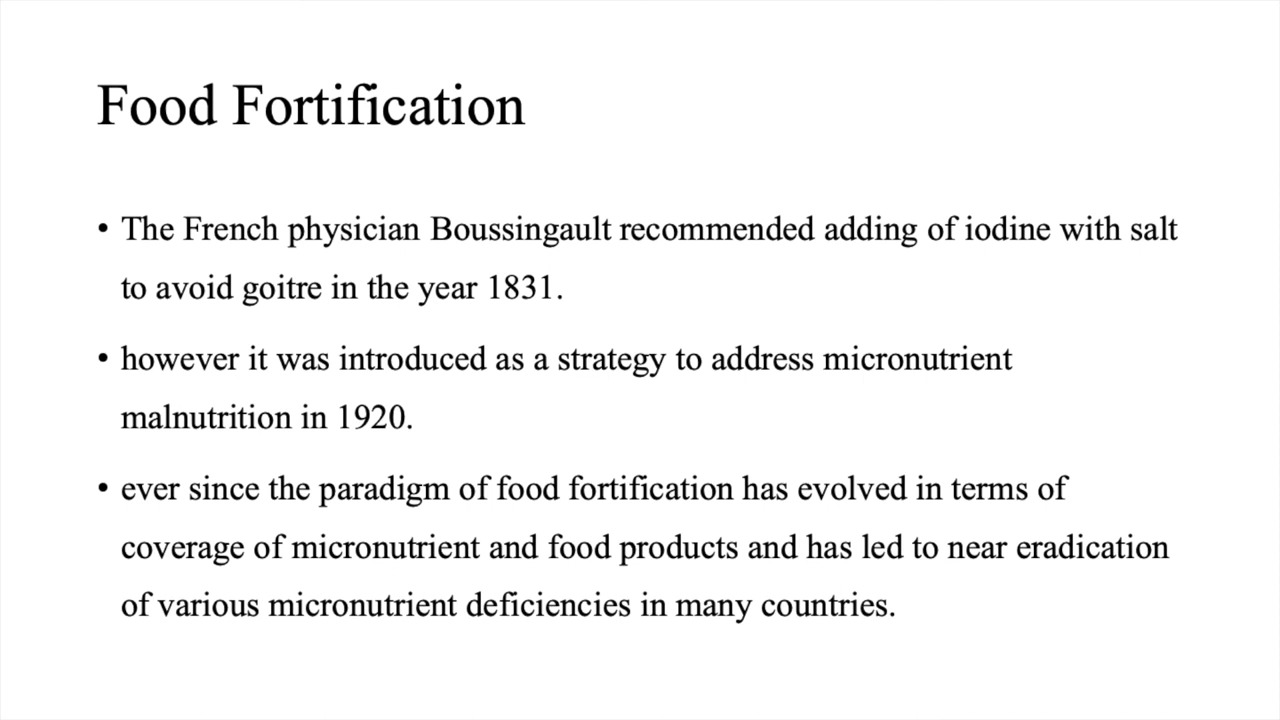 Food Fortification
• The French physician Boussingault recommended adding of iodine with salt
to avoid goitre in the year 1831.
• however it was introduced as a strategy to address micronutrient
malnutrition in 1920.
• ever since the paradigm of food fortification has evolved in terms of
coverage of micronutrient and food products and has led to near eradication
of various micronutrient deficiencies in many countries.